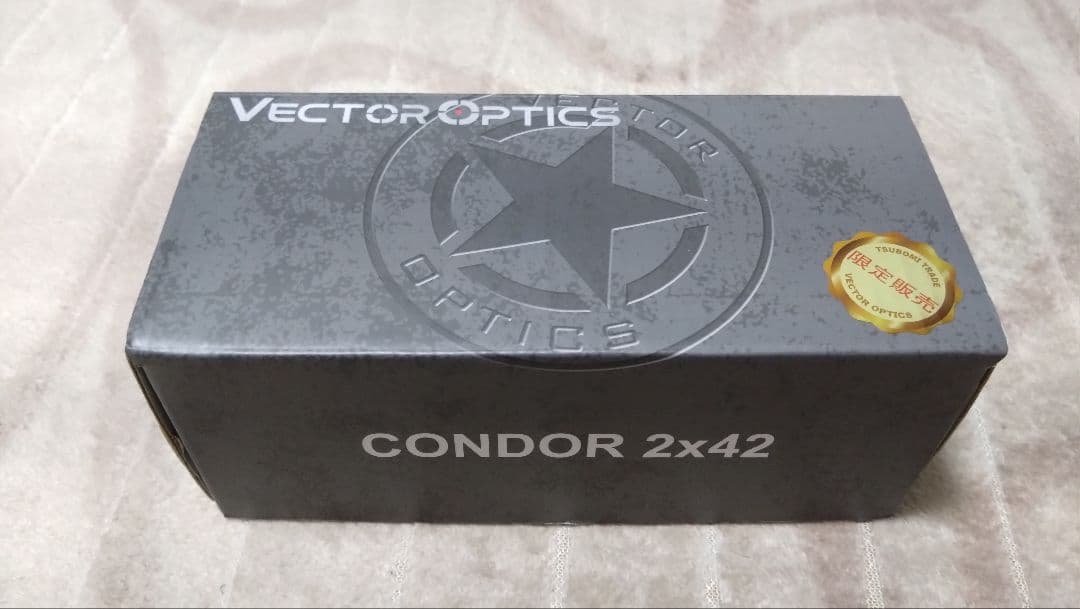 VECTOR OPTICS
VECTOR
OPTICS
TSUBOMI TRADE
限定販売
VECTOR OPTICS
CONDOR 2x42